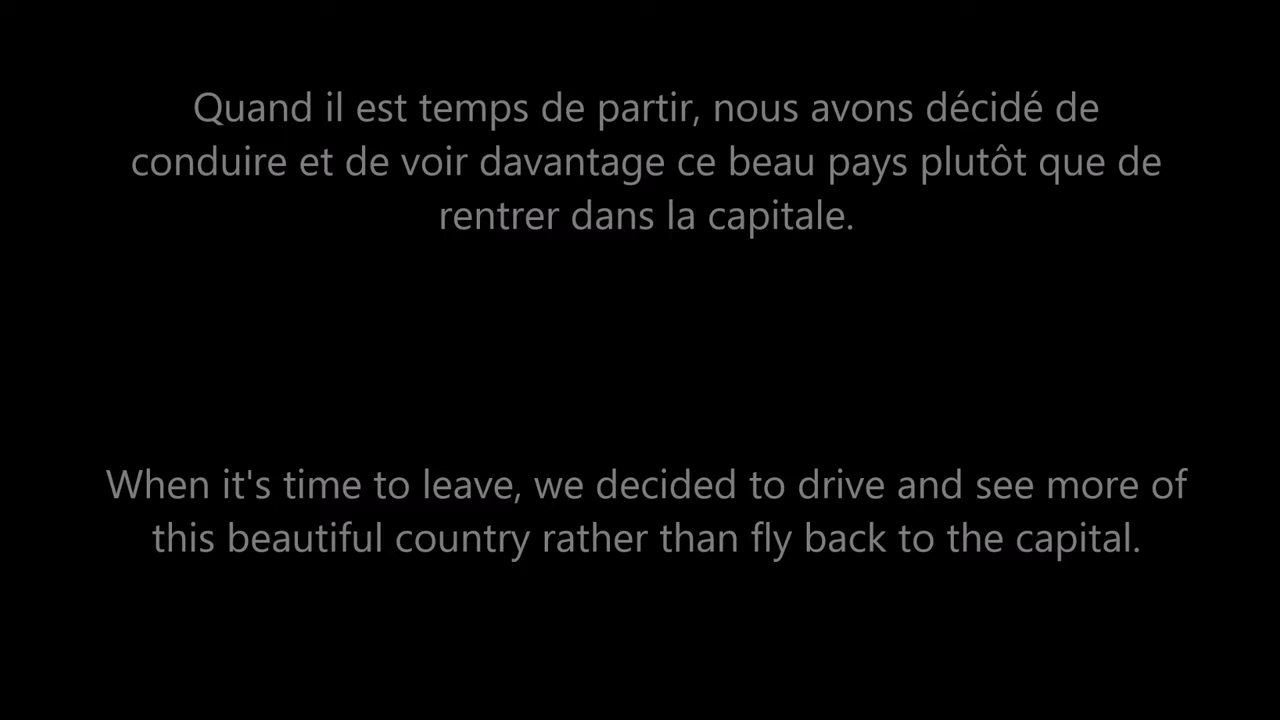 Quand il est temps de partir, nous avons décidé de
conduire et de voir davantage ce beau pays plutôt que de
rentrer dans la capitale.
When it's time to leave, we decided to drive and see more of
this beautiful country rather than fly back to the capital.